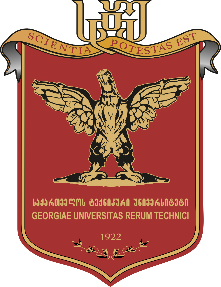 SCIENTIA POTESTAS EST
ᲡᲐᲥᲐᲠᲗᲕᲔᲚᲝᲡ ᲢᲔᲥᲜᲘᲙᲣᲠᲘ ᲣᲜᲘᲕᲔᲠᲡᲘᲢᲔᲢᲘ
GEORGIAE UNIVERSITAS RERUM TECHNICI
1922